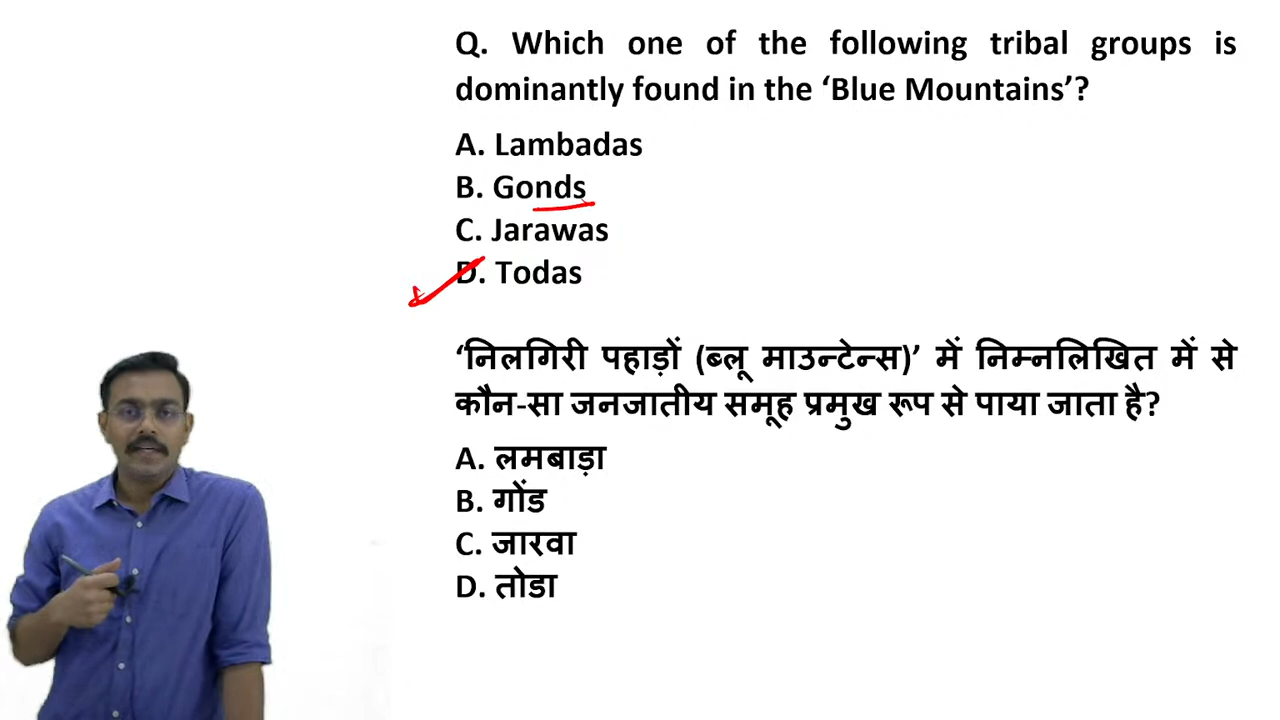 Q. Which one of the following tribal groups is
dominantly found in the ‘Blue Mountains’?
A. Lambadas
B. Gonds
C. Jarawas
D. Todas
‘निलगिरी पहाड़ों (ब्लू माउन्टेन्स)’ में निम्नलिखित में से
कौन-सा जनजातीय समूह प्रमुख रूप से पाया जाता है?
A. लमबाड़ा
B. गोंड
C. जारवा
D. तोडा